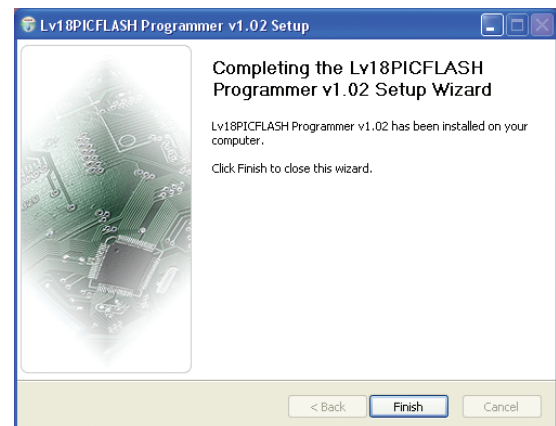 Lv18PICFLASH Programmer v1.02 Setup
Completing the Lv18PICFLASH
Programmer v1.02 Setup Wizard
Lv18PICFLASH Programmer v1.02 has been installed on your
computer.
Click Finish to close this wizard.
< Back Finish Cancel